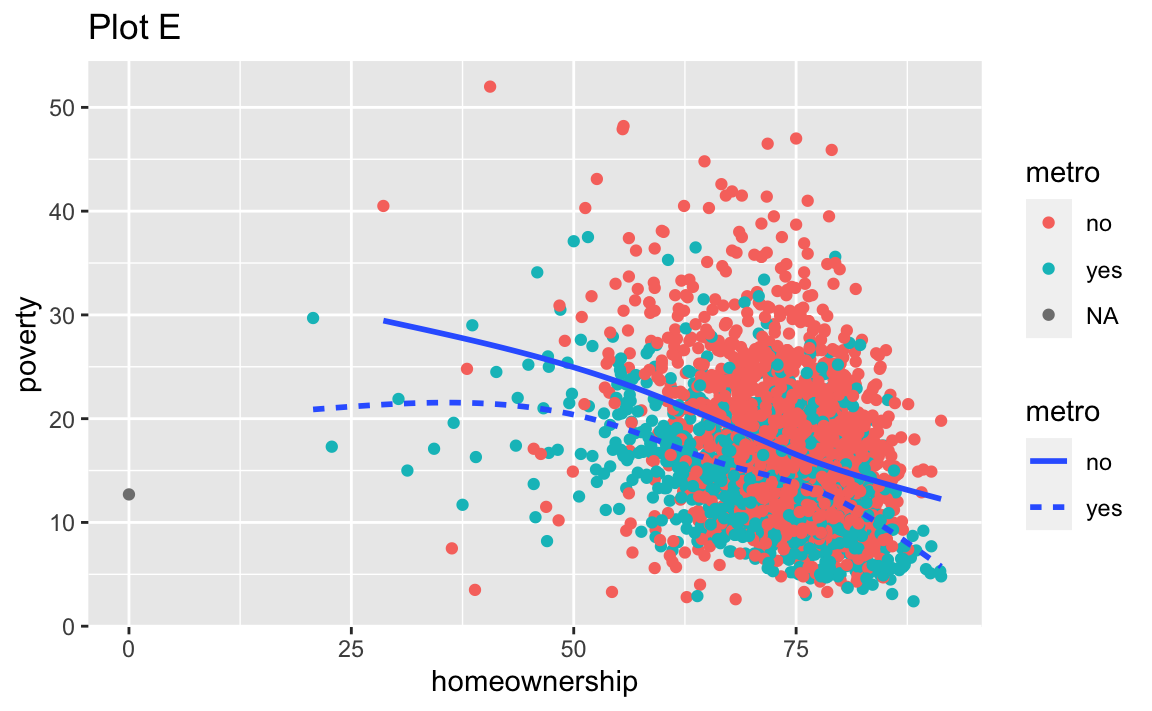 Plot E
poverty
50
40
30
20
10
0
0 25 50 75
homeownership
metro
no
yes
NA
metro
no
yes